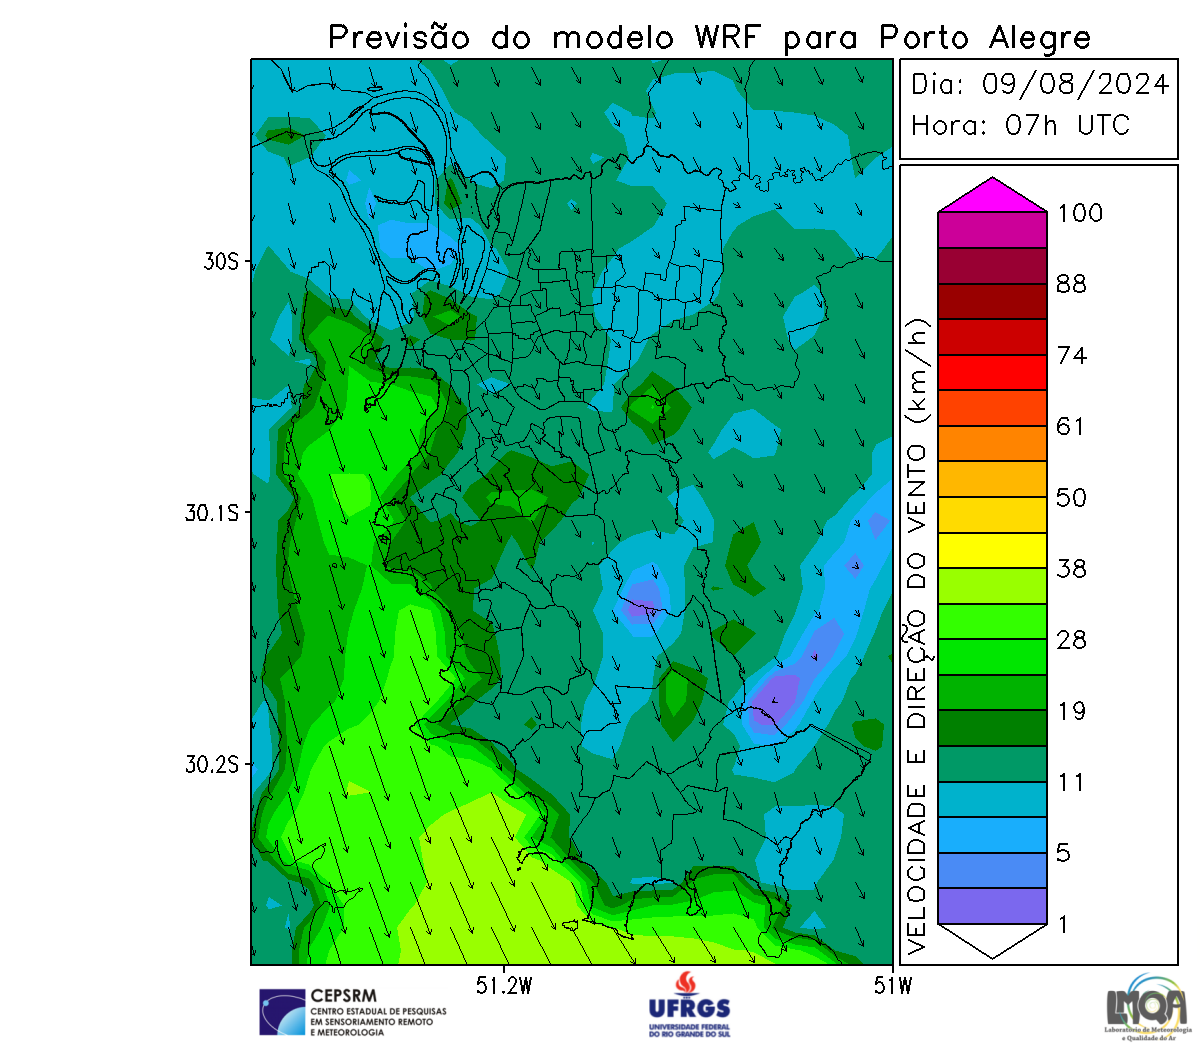 Previsão do modelo WRF para Porto Alegre
Dia: 09/08/2024
Hora: 07h UTC
30S
30.1S
30.2S
51.2W
51W
VELOCIDADE E DIREÇÃO DO VENTO (km/h)
100
88
74
61
50
38
28
19
11
5
1
CEPSRM
CENTRO ESTADUAL DE PESQUISAS
EM SENSORIAMENTO REMOTO
E METEOROLOGIA
UFRGS
UNIVERSIDADE FEDERAL
DO RIO GRANDE DO SUL
LMQA
Laboratório de Meteorologia
e Qualidade do Ar